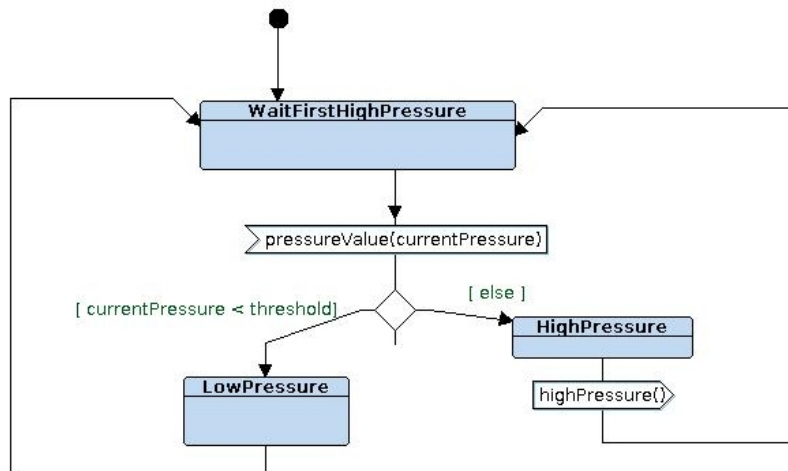 WaitFirstHighPressure
pressureValue(currentPressure)
[ currentPressure < threshold]
[ else ]
HighPressure
LowPressure
highPressure()